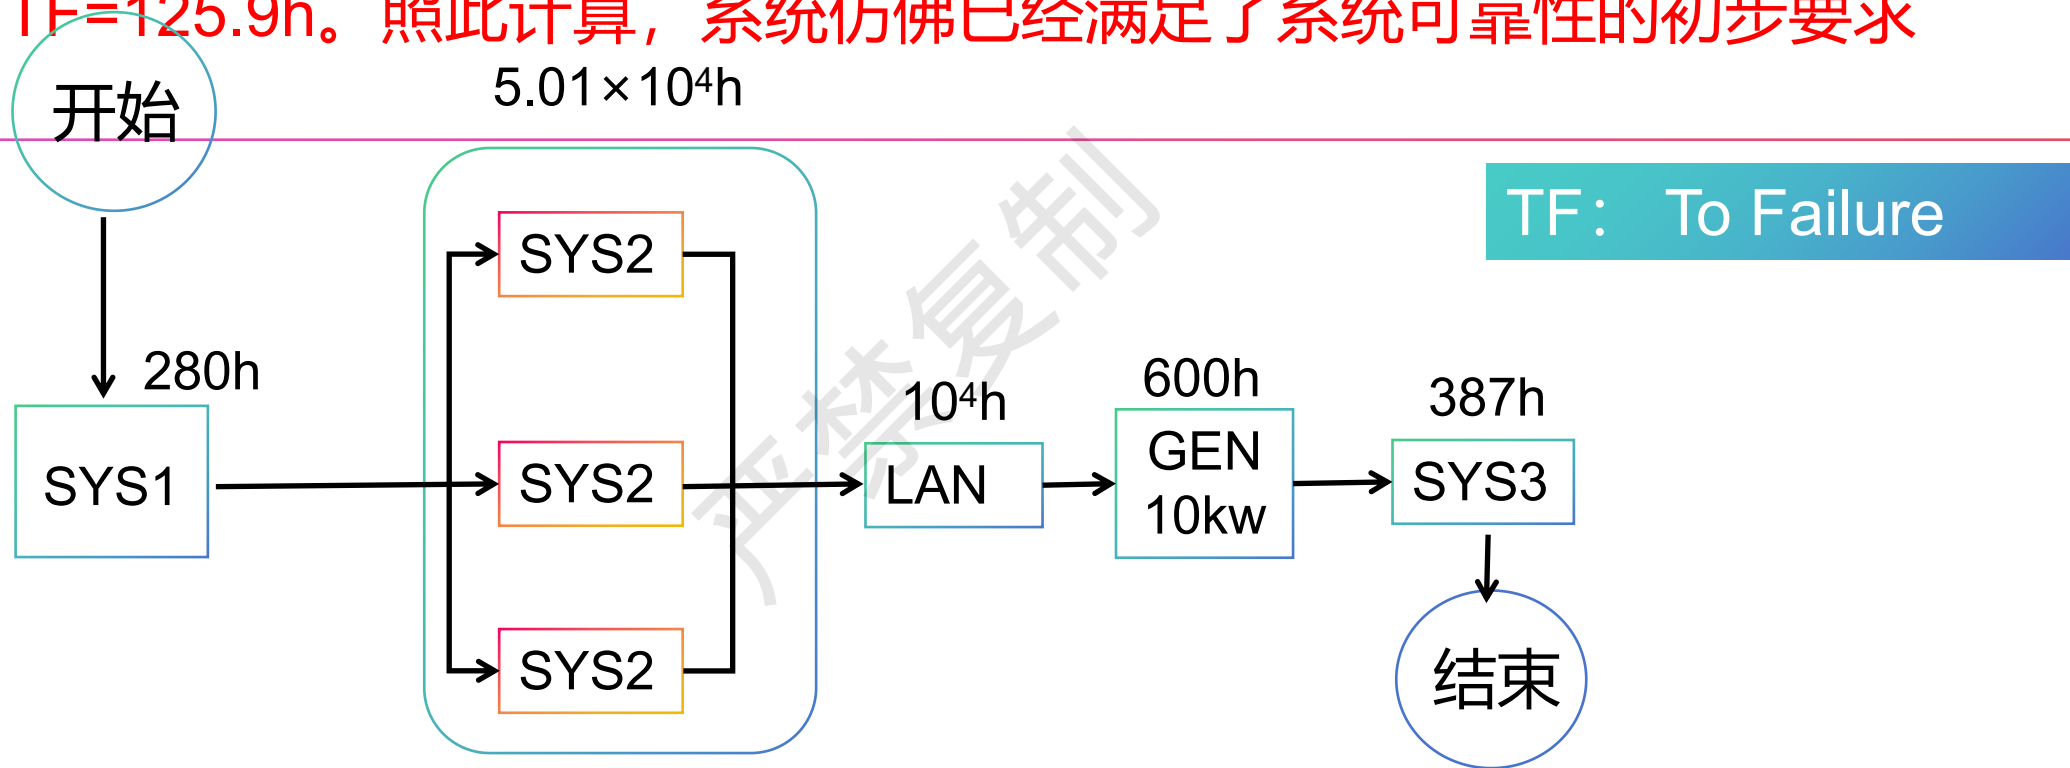 TF=125.9h。照此计算，系统仿佛已经满足了系统可靠性的初步要求
开始
5.01×10⁴h
TF： To Failure
SYS2
280h
SYS1
SYS2
10⁴h
LAN
600h
GEN
10kw
387h
SYS3
SYS2
结束
严禁复制